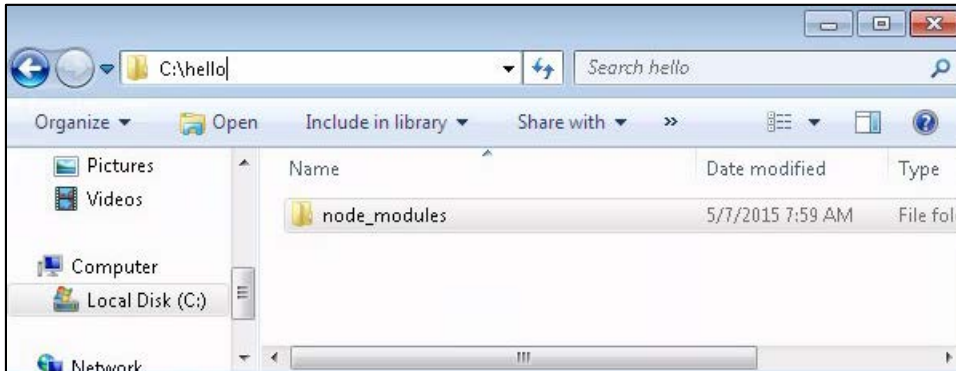 C:\hello
Search hello
Organize
Open
Include in library
Share with
»
?
Pictures
Videos
Computer
Local Disk (C:)
Network
Name
Date modified
Type
node_modules
5/7/2015 7:59 AM
File fol